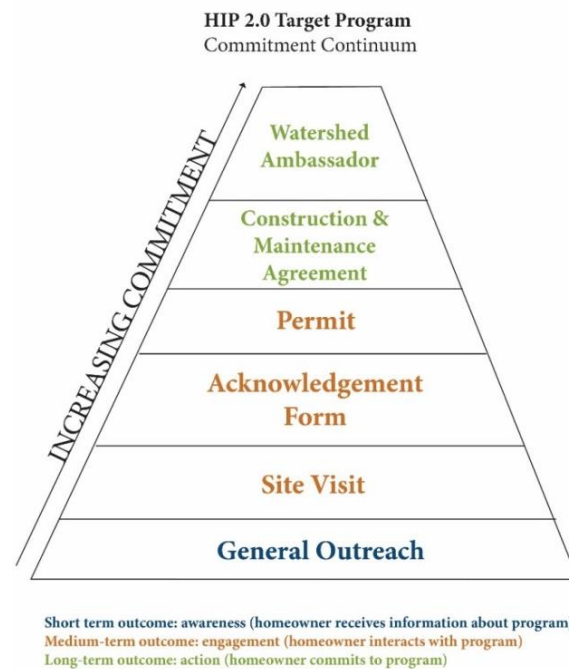 HIP 2.0 Target Program
Commitment Continuum
INCREASING COMMITMENT
Watershed
Ambassador
Construction &
Maintenance
Agreement
Permit
Acknowledgement
Form
Site Visit
General Outreach
Short term outcome: awareness (homeowner receives information about program
Medium-term outcome: engagement (homeowner interacts with program)
Long-term outcome: action (homeowner commits to program)